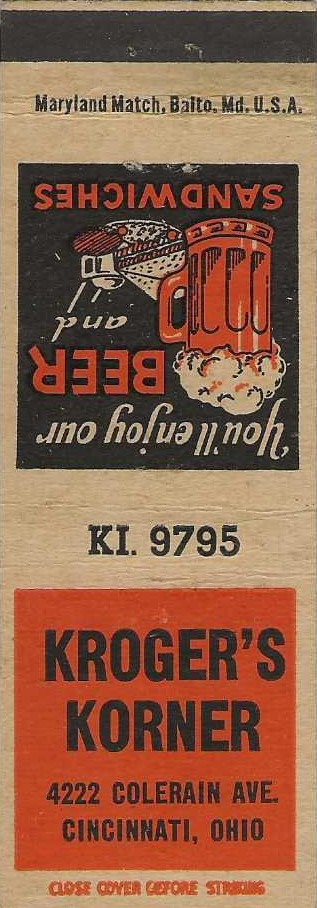 Maryland Match, Balto, Md. U.S.A.
You'll enjoy our
BEER
and
SANDWICHES
KI. 9795
KROGER'S
KORNER
4222 COLERAIN AVE.
CINCINNATI, OHIO
CLOSE COVER BEFORE STRIKING